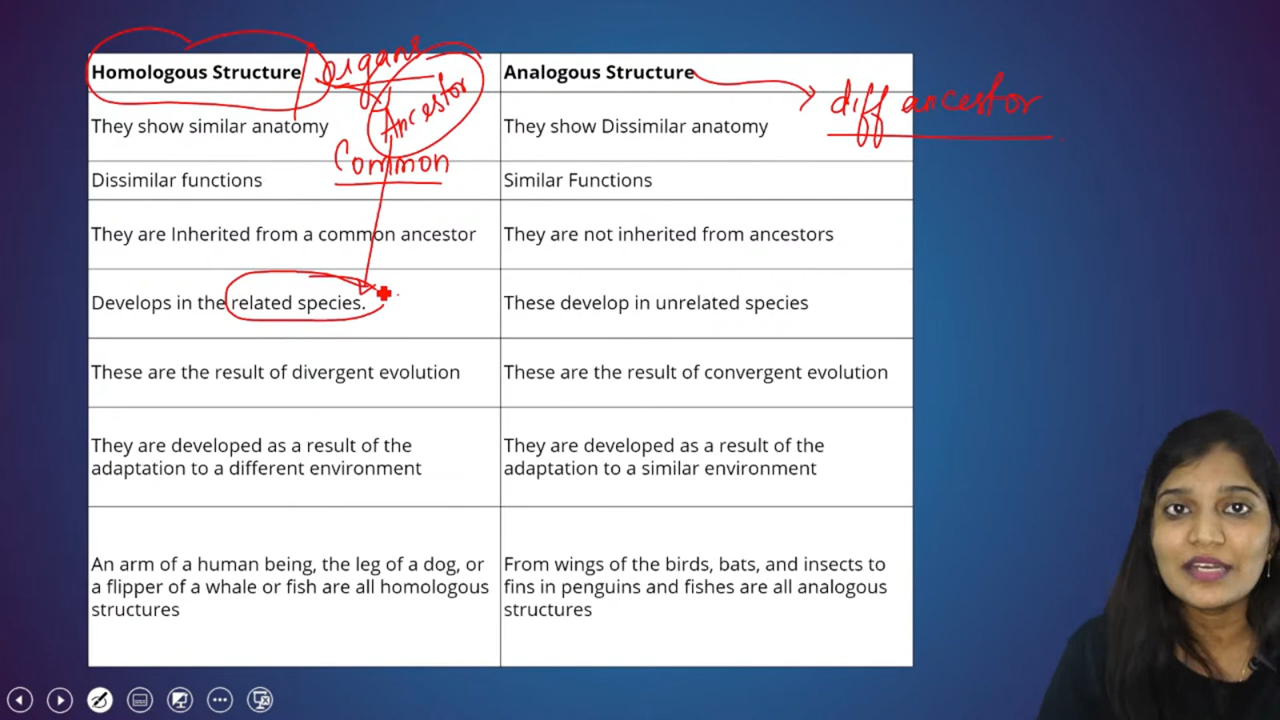 Homologous Structure
organs
Ancestor
Common
Analogous Structure
diff ancestor
They show similar anatomy
They show Dissimilar anatomy
Dissimilar functions
Similar Functions
They are Inherited from a common ancestor
They are not inherited from ancestors
Develops in the related species.
These develop in unrelated species
These are the result of divergent evolution
These are the result of convergent evolution
They are developed as a result of the
adaptation to a different environment
They are developed as a result of the
adaptation to a similar environment
An arm of a human being, the leg of a dog, or
a flipper of a whale or fish are all homologous
structures
From wings of the birds, bats, and insects to
fins in penguins and fishes are all analogous
structures